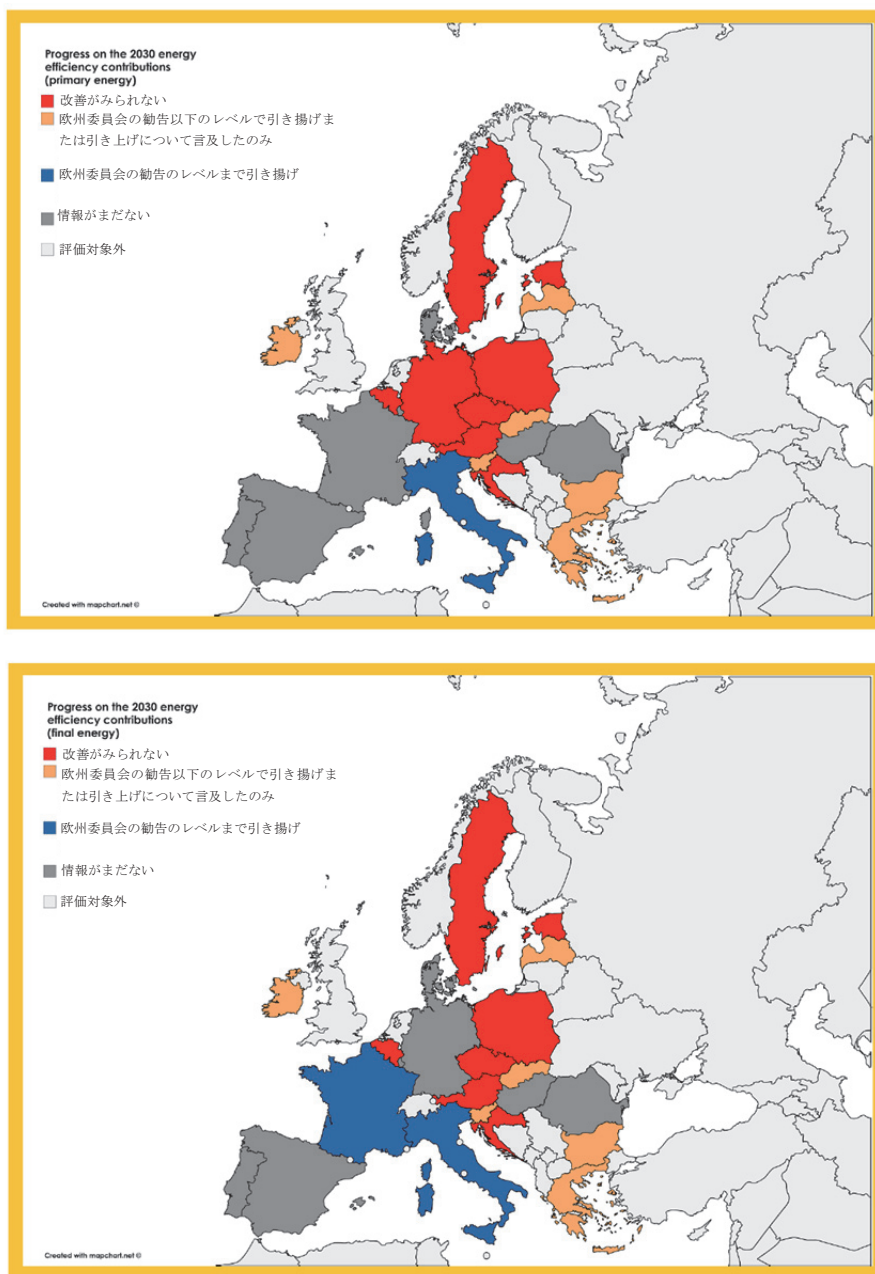 Progress on the 2030 energy
efficiency contributions
(primary energy)
改善がみられない
欧州委員会の勧告以下のレベルで引き揚げま
たは引き上げについて言及したのみ
欧州委員会の勧告のレベルまで引き揚げ
情報がまだない
評価対象外
Created with mapchart.net ©
Progress on the 2030 energy
efficiency contributions
(final energy)
改善がみられない
欧州委員会の勧告以下のレベルで引き揚げま
たは引き上げについて言及したのみ
欧州委員会の勧告のレベルまで引き揚げ
情報がまだない
評価対象外
Created with mapchart.net ©